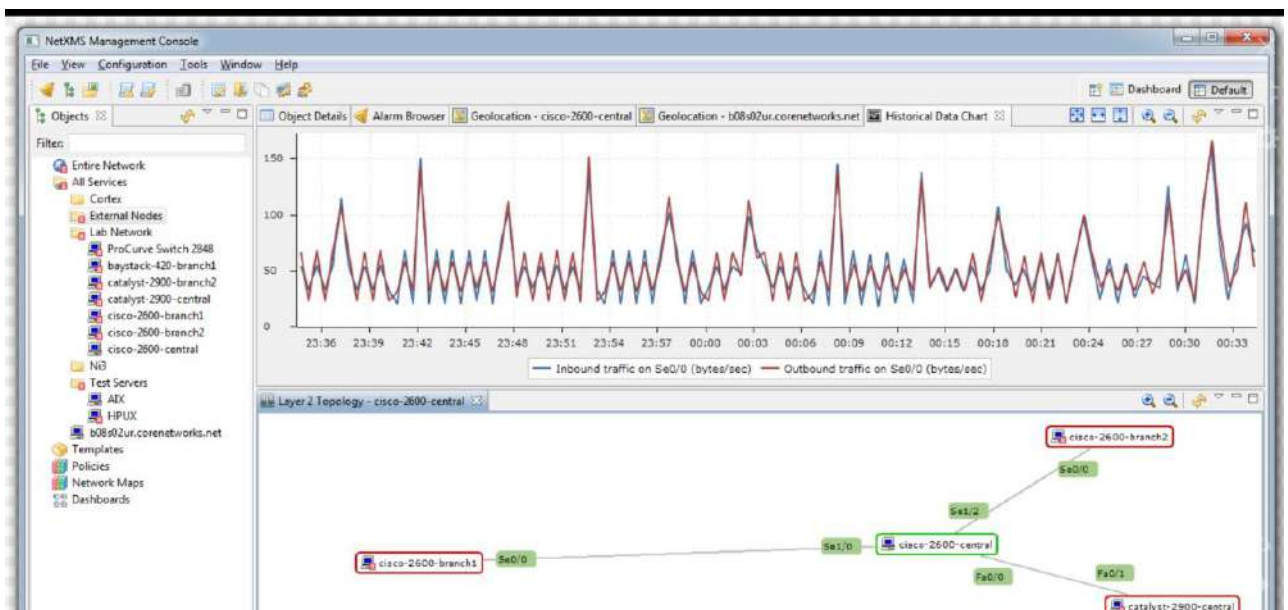 NetXMS Management Console
File View Configuration Tools Window Help
Dashboard Default
Objects
Object Details Alarm Browser Geolocation - cisco-2600-central Geolocation - b08s02ur.corenetworks.net Historical Data Chart
Filter:
Entire Network
All Services
Cortex
External Nodes
Lab Network
ProCurve Switch 2848
baystack-420-branch1
catalyst-2900-branch2
catalyst-2900-central
cisco-2600-branch1
cisco-2600-branch2
cisco-2600-central
Ni3
Test Servers
AIX
HPUX
b08s02ur.corenetworks.net
Templates
Policies
Network Maps
Dashboards
150
100
50
0
23:36 23:39 23:42 23:45 23:48 23:51 23:54 23:57 00:00 00:03 00:06 00:09 00:12 00:15 00:18 00:21 00:24 00:27 00:30 00:33
Inbound traffic on Se0/0 (bytes/sec) Outbound traffic on Se0/0 (bytes/sec)
Layer 2 Topology - cisco-2600-central
cisco-2600-branch2
Se0/0
Se1/2
Se1/0 cisco-2600-central
cisco-2600-branch1 Se0/0
Fa0/0 Fa0/1
catalyst-2900-central